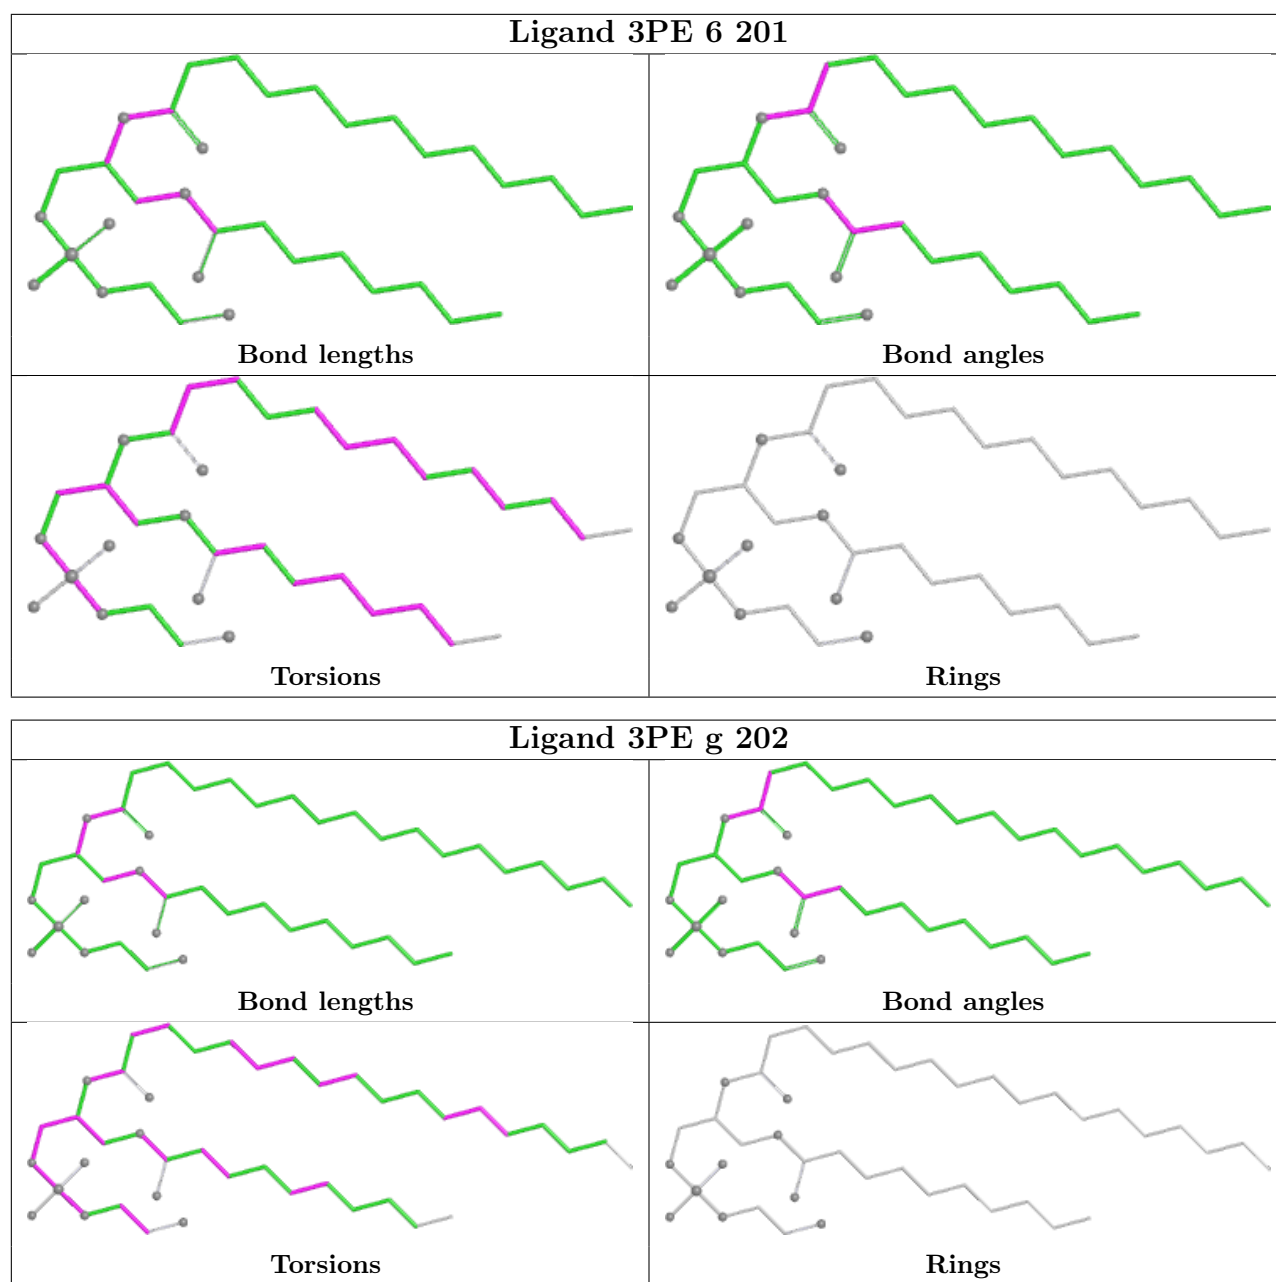 Ligand 3PE 6 201
Bond lengths
Bond angles
Torsions
Rings
Ligand 3PE g 202
Bond lengths
Bond angles
Torsions
Rings